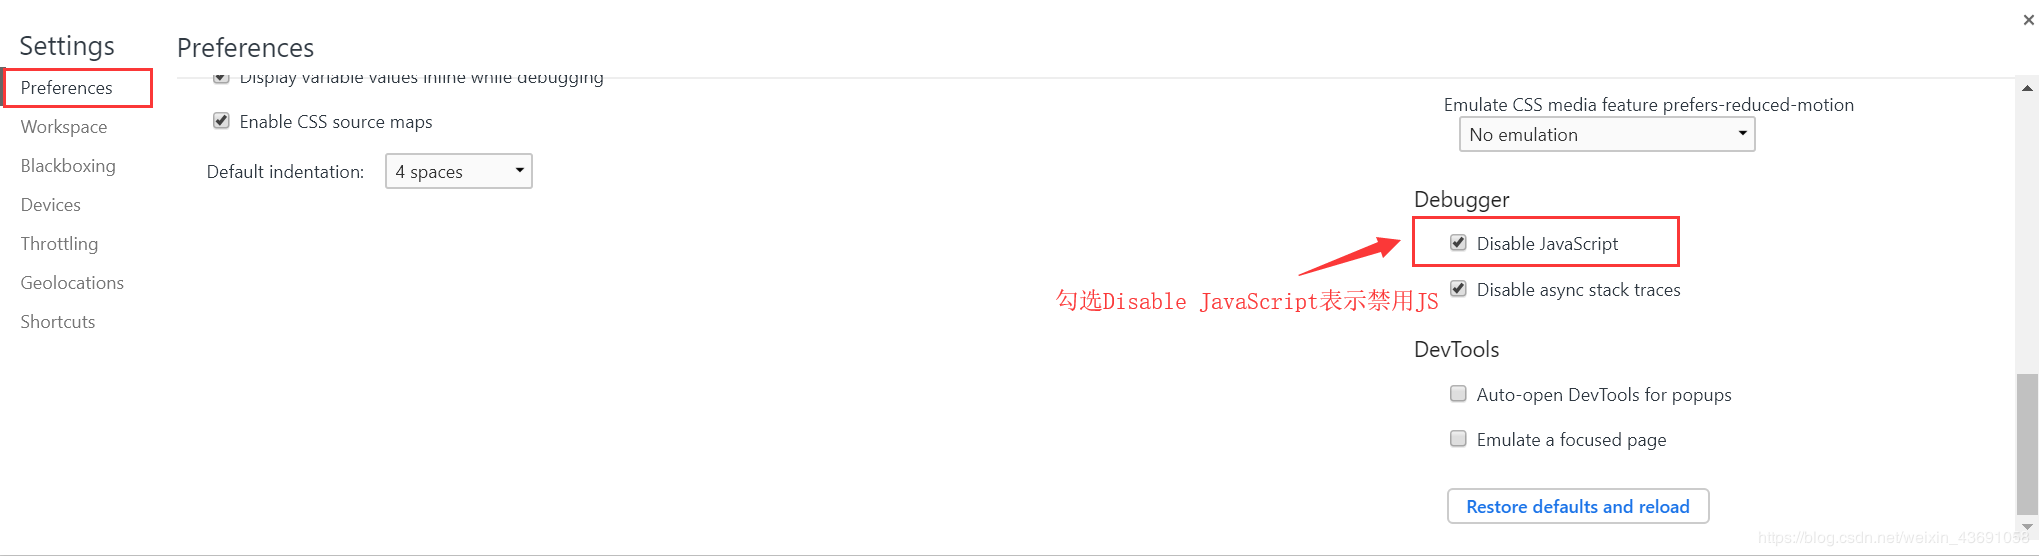 Settings
Preferences
Workspace
Blackboxing
Devices
Throttling
Geolocations
Shortcuts
Preferences
Display variable values inline while debugging
Enable CSS source maps
Default indentation:
4 spaces
Emulate CSS media feature prefers-reduced-motion
No emulation
Debugger
Disable JavaScript
勾选Disable JavaScript表示禁用JS
Disable async stack traces
DevTools
Auto-open DevTools for popups
Emulate a focused page
Restore defaults and reload
https://blog.csdn.net/weixin_43691058